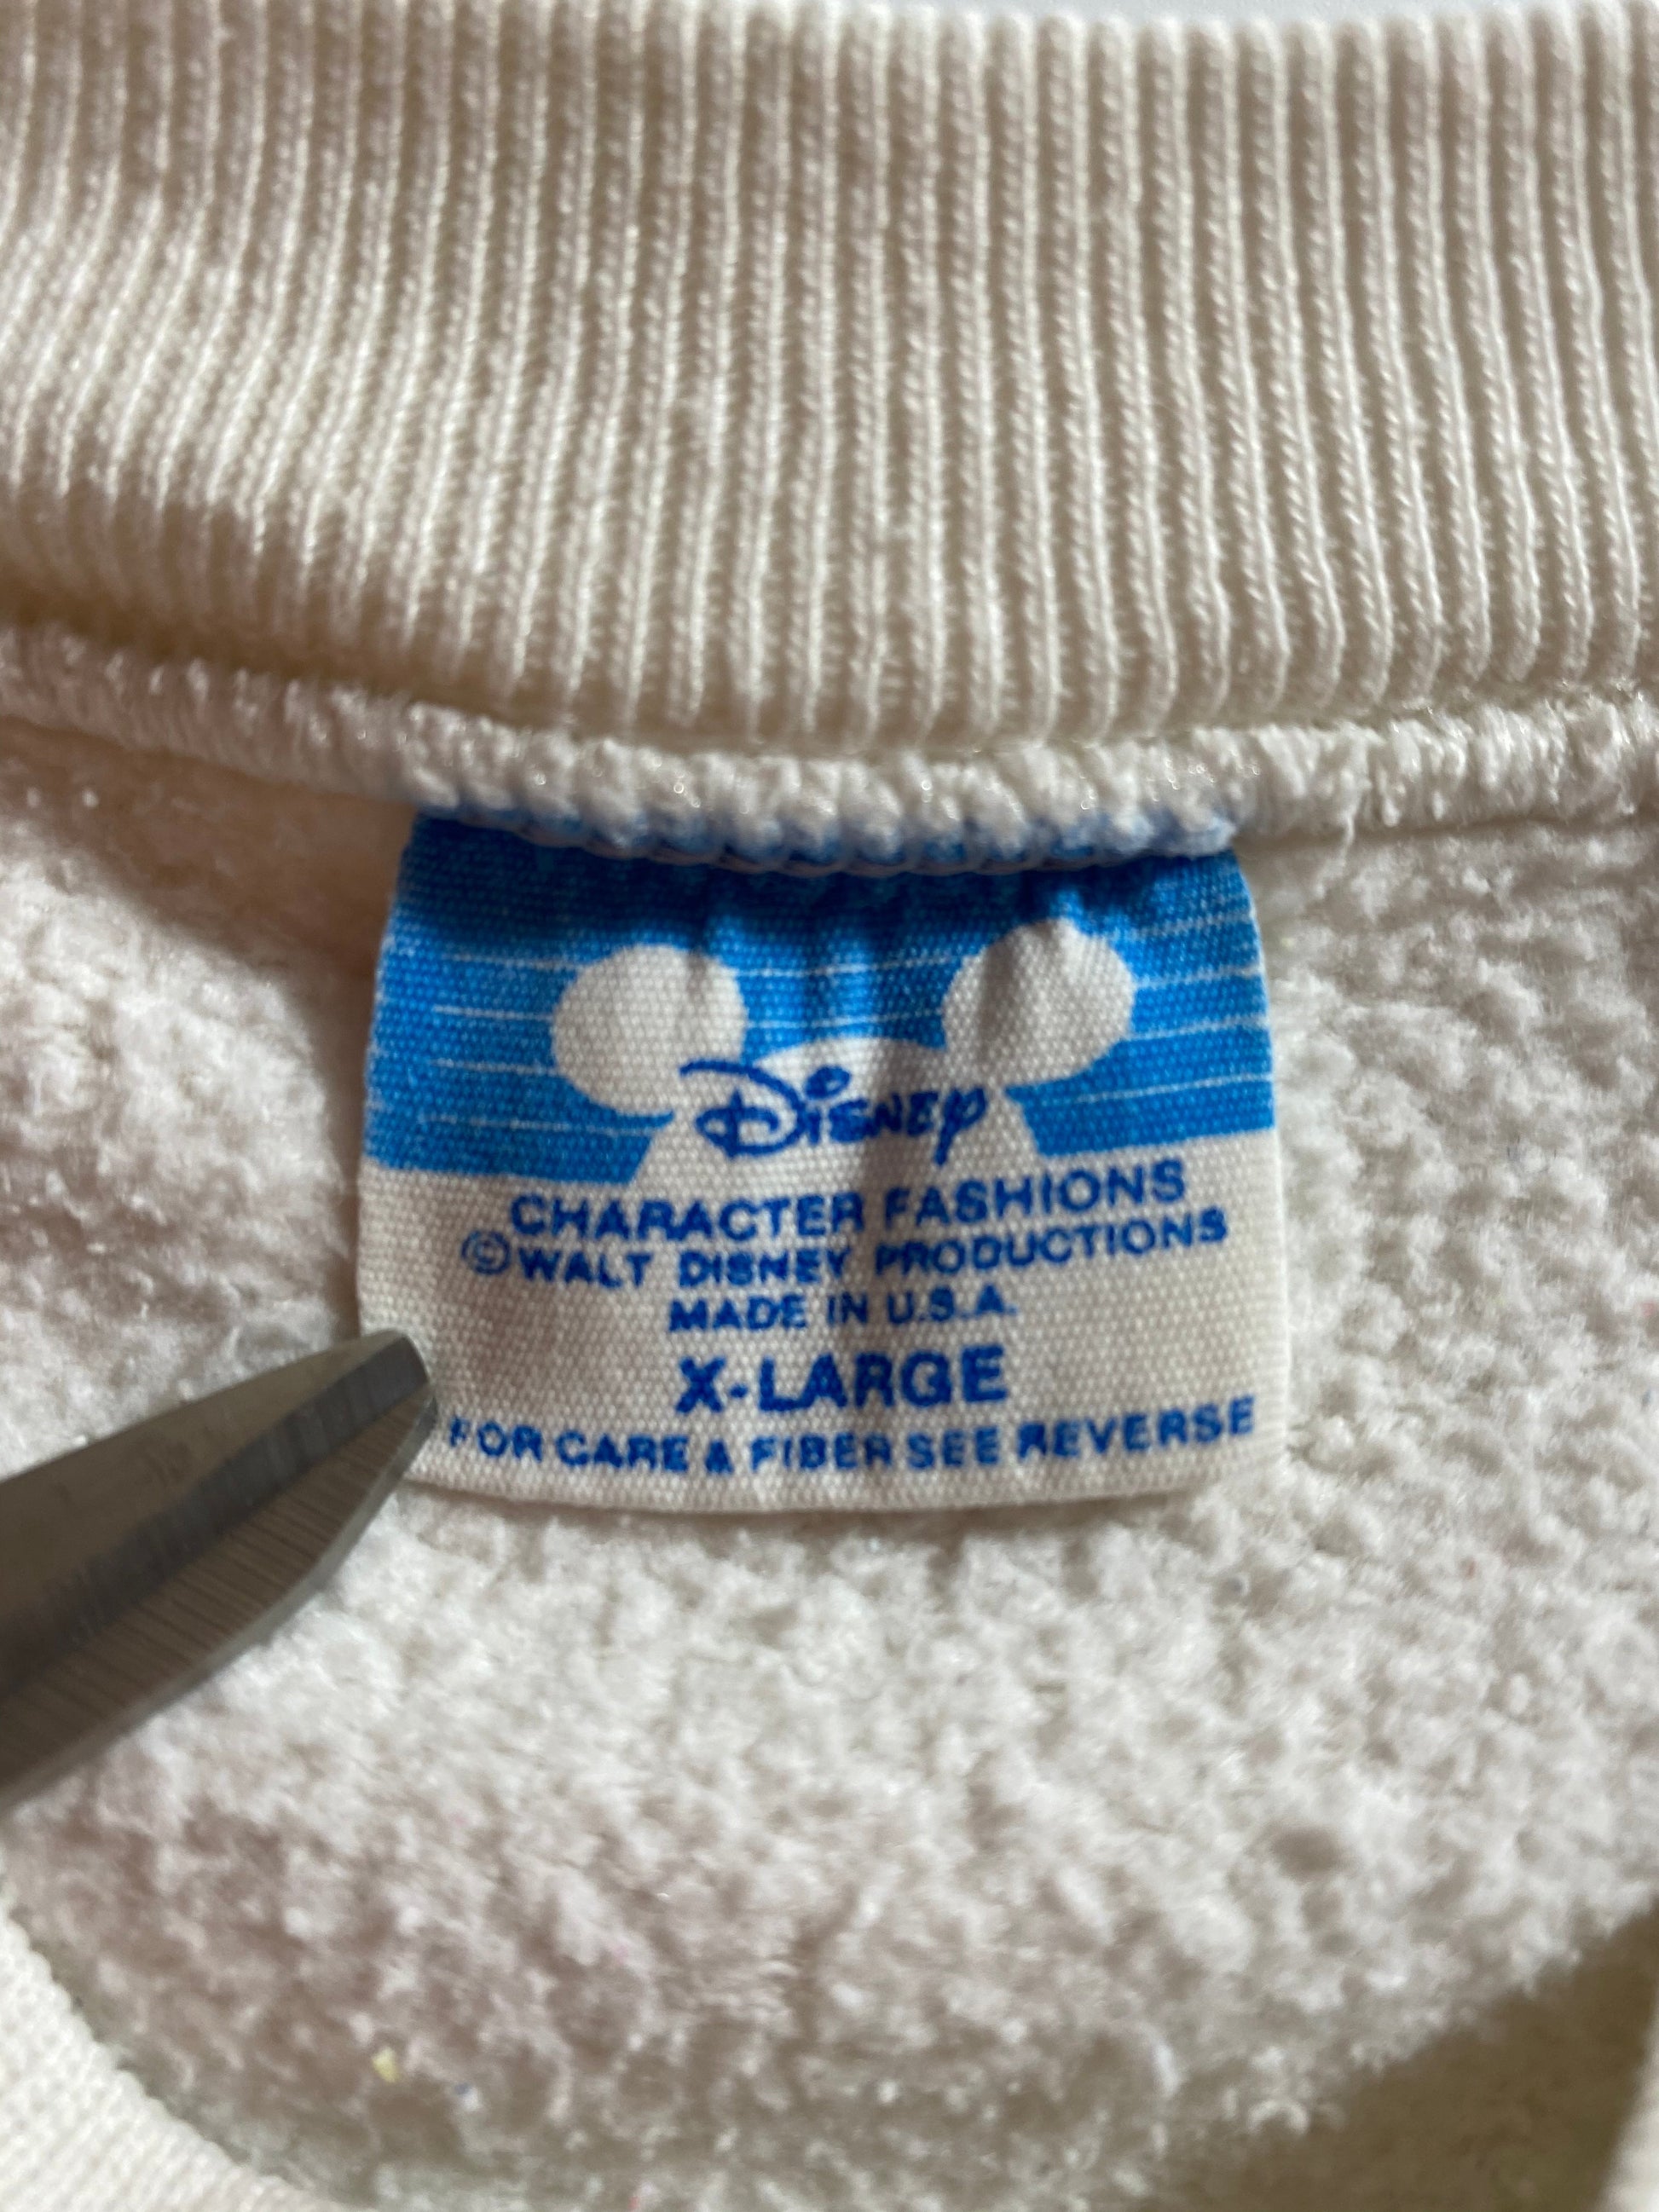 Disney
CHARACTER FASHIONS
© WALT DISNEY PRODUCTIONS
MADE IN U.S.A.
X-LARGE
FOR CARE & FIBER SEE REVERSE